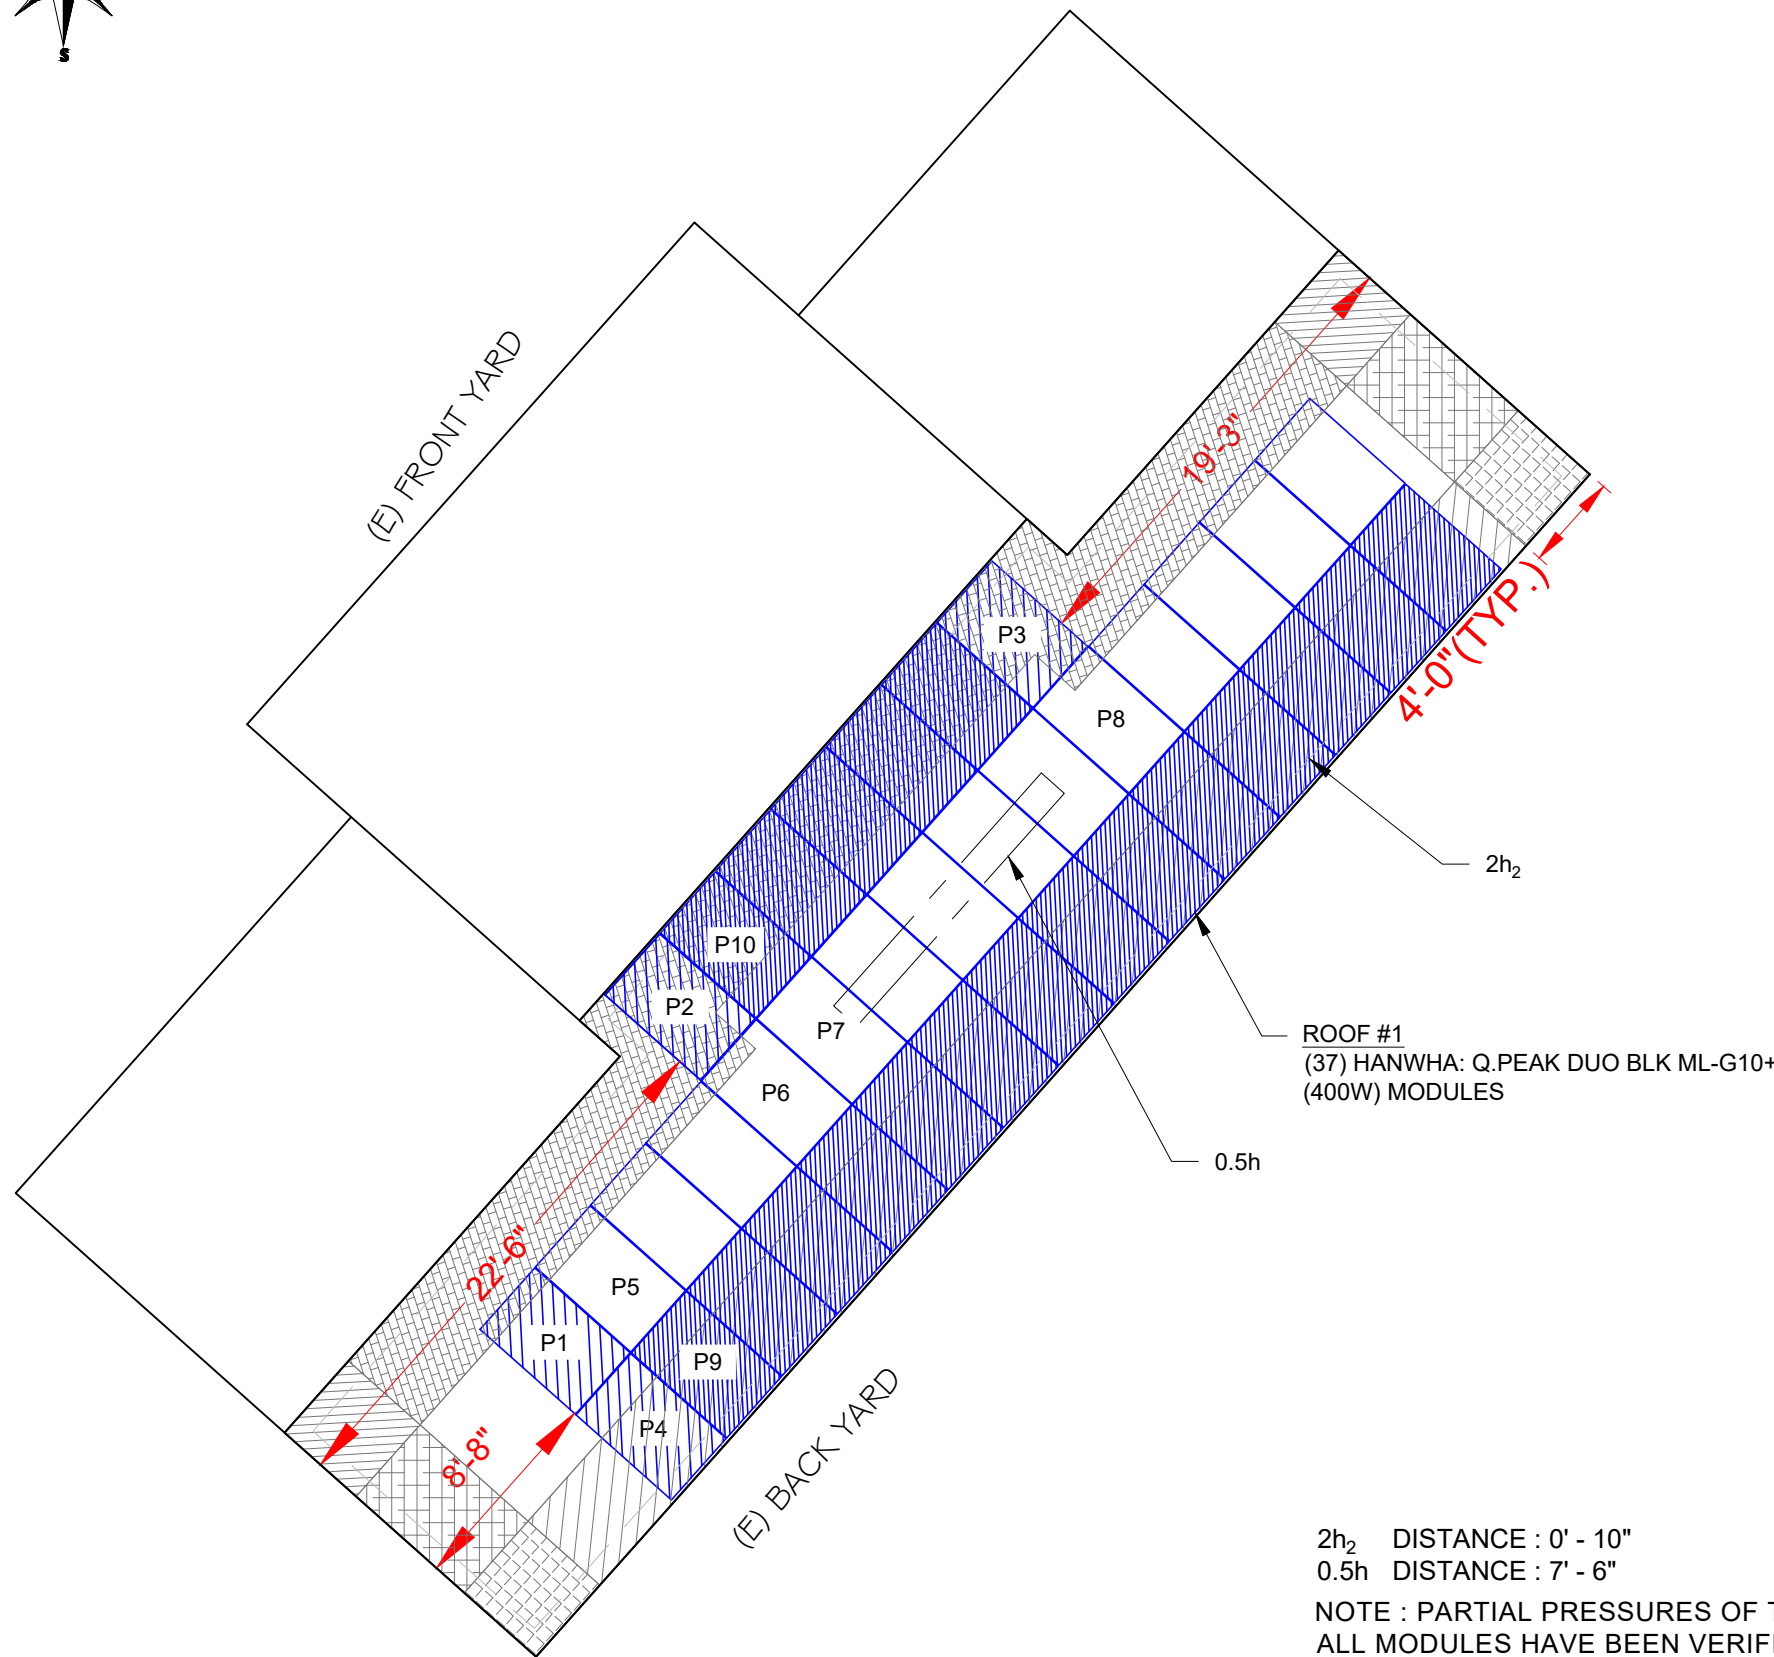 S
(E) FRONT YARD
19'-3"
P3
4'-0"(TYP.)
P8
2h₂
P10
P2
P7
ROOF #1
(37) HANWHA: Q.PEAK DUO BLK ML-G10+
(400W) MODULES
P6
0.5h
22'-6"
P5
P1
P9
8'-8"
P4
(E) BACK YARD
2h₂ DISTANCE : 0' - 10"
0.5h DISTANCE : 7' - 6"
NOTE : PARTIAL PRESSURES OF
ALL MODULES HAVE BEEN